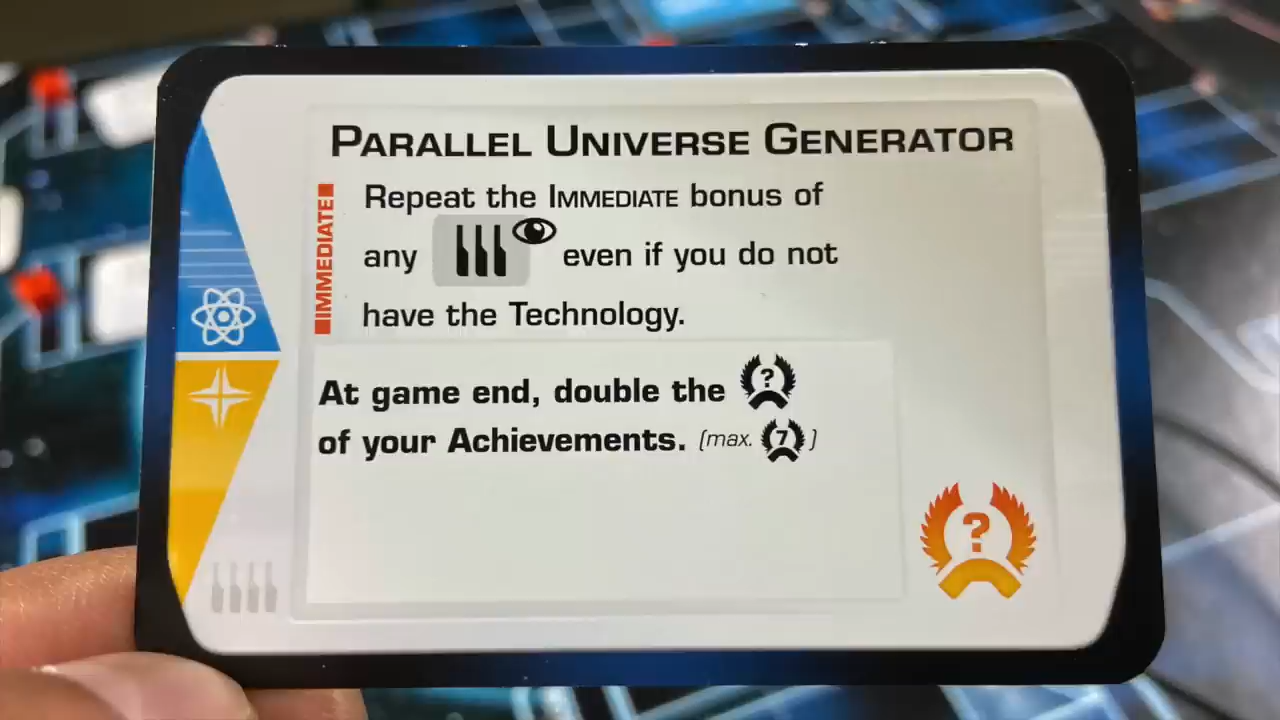 PARALLEL UNIVERSE GENERATOR
IMMEDIATE
Repeat the IMMEDIATE bonus of
any even if you do not
have the Technology.
At game end, double the ?
of your Achievements. (max. 7)
?